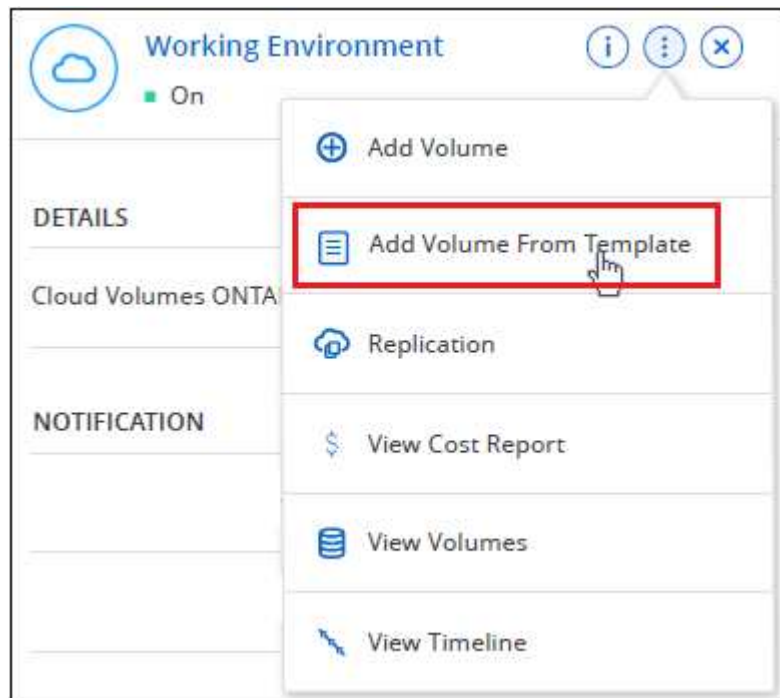 Working Environment
On
Add Volume
DETAILS
Add Volume From Template
Cloud Volumes ONTA
Replication
NOTIFICATION
$ View Cost Report
View Volumes
View Timeline